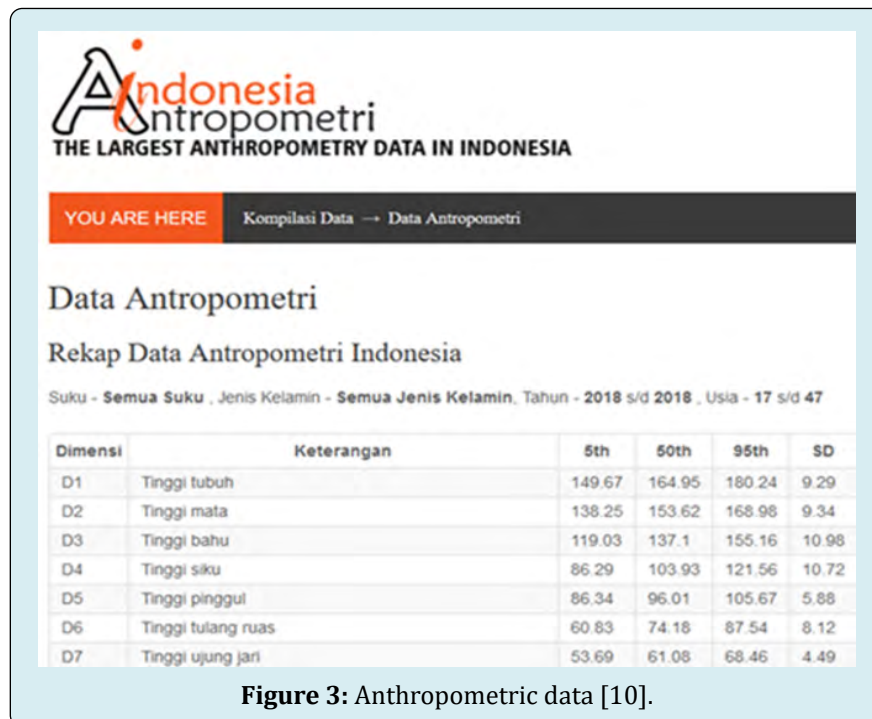 Aindonesia
Antropometri
THE LARGEST ANTHROPOMETRY DATA IN INDONESIA
YOU ARE HERE Kompilasi Data → Data Antropometri
Data Antropometri
Rekap Data Antropometri Indonesia
Suku - Semua Suku , Jenis Kelamin - Semua Jenis Kelamin, Tahun - 2018 s/d 2018 , Usia - 17 s/d 47
Dimensi Keterangan 5th 50th 95th SD
D1 Tinggi tubuh 149.67 164.95 180.24 9.29
D2 Tinggi mata 138.25 153.62 168.98 9.34
D3 Tinggi bahu 119.03 137.1 155.16 10.98
D4 Tinggi siku 86.29 103.93 121.56 10.72
D5 Tinggi pinggul 86.34 96.01 105.67 5.88
D6 Tinggi tulang ruas 60.83 74.18 87.54 8.12
D7 Tinggi ujung jari 53.69 61.08 68.46 4.49
Figure 3: Anthropometric data [10].